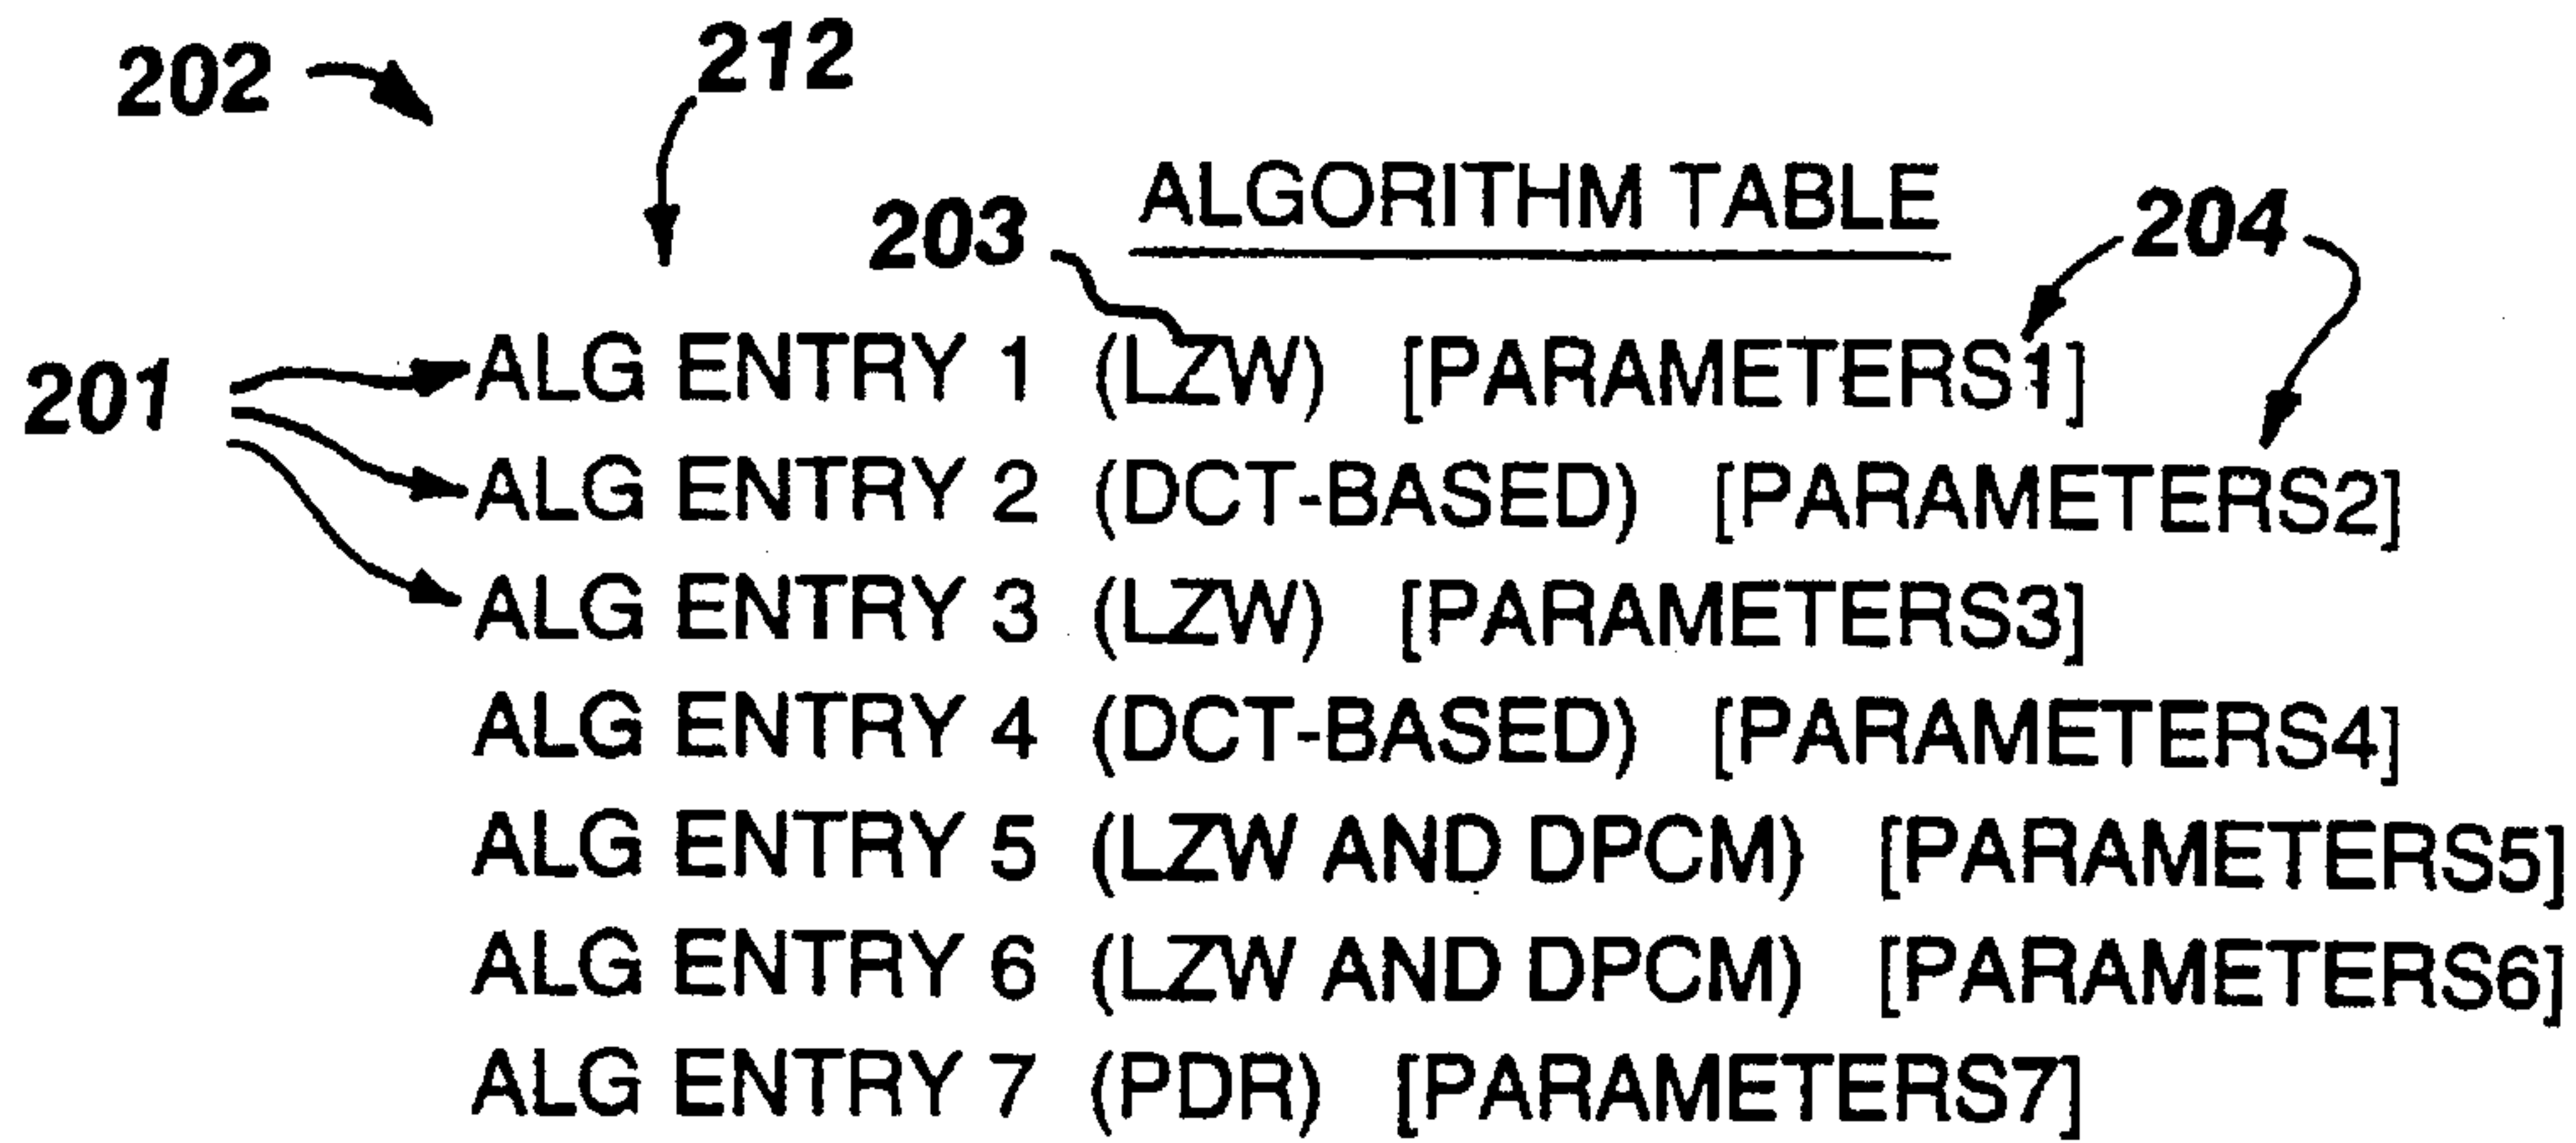 202
212
ALGORITHM TABLE
203
204
201
ALG ENTRY 1 (LZW) [PARAMETERS1]
ALG ENTRY 2 (DCT-BASED) [PARAMETERS2]
ALG ENTRY 3 (LZW) [PARAMETERS3]
ALG ENTRY 4 (DCT-BASED) [PARAMETERS4]
ALG ENTRY 5 (LZW AND DPCM) [PARAMETERS5]
ALG ENTRY 6 (LZW AND DPCM) [PARAMETERS6]
ALG ENTRY 7 (PDR) [PARAMETERS7]